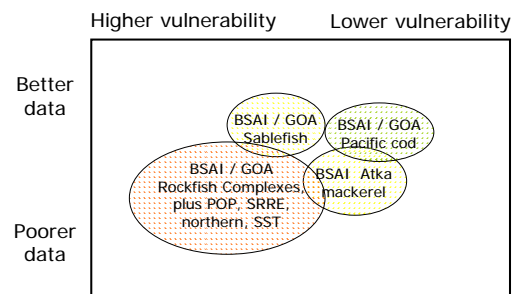 Higher vulnerability Lower vulnerability
Better
data
BSAI / GOA
Sablefish
BSAI / GOA
Pacific cod
BSAI Atka
mackerel
BSAI / GOA
Rockfish Complexes,
plus POP, SRRE,
northern, SST
Poorer
data